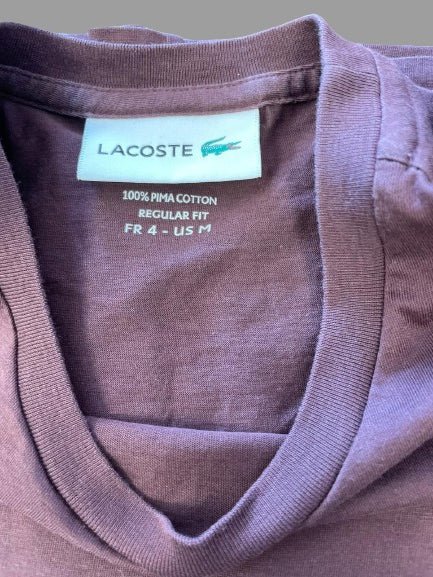 LACOSTE
100% PIMA COTTON
REGULAR FIT
FR 4 - US M